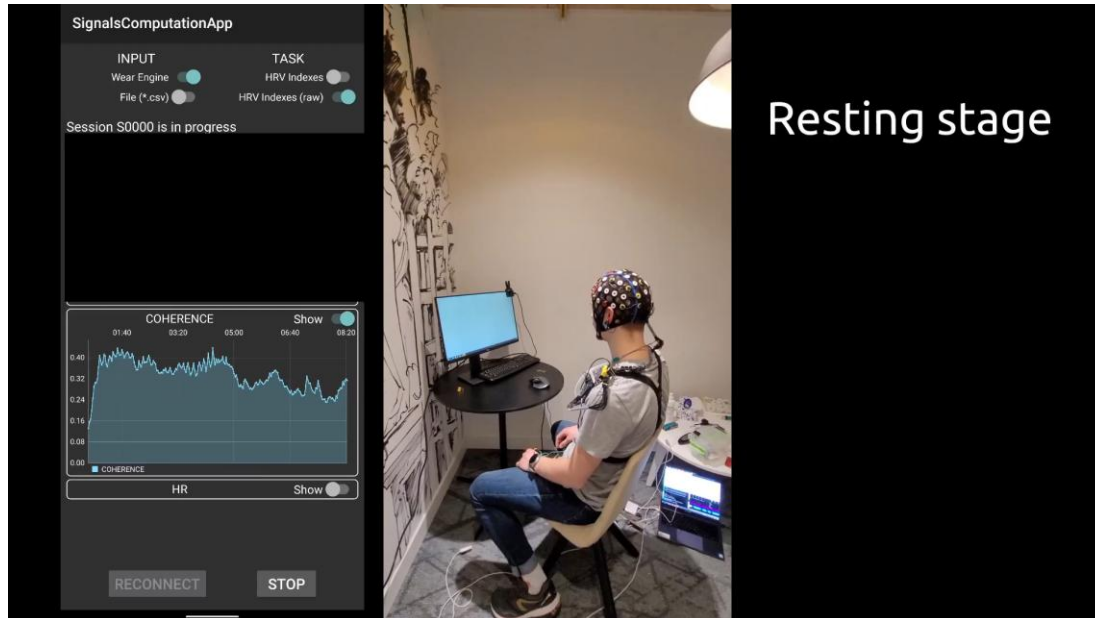 SignalsComputationApp
INPUT
TASK
Wear Engine
HRV Indexes
File (*.csv)
HRV Indexes (raw)
Session S0000 is in progress
COHERENCE
Show
01:40 03:20 05:00 06:40 08:20
0.40
0.32
0.24
0.16
0.08
0.00
COHERENCE
HR
Show
RECONNECT
STOP
Resting stage